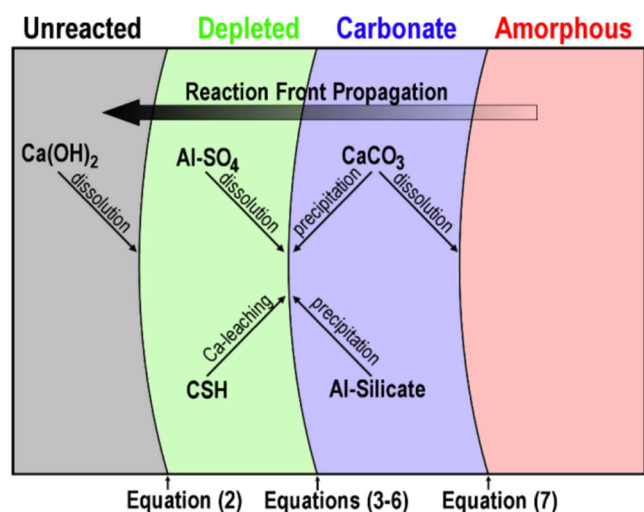 Unreacted Depleted Carbonate Amorphous
Reaction Front Propagation
Ca(OH)₂ Al-SO₄ CaCO₃
dissolution dissolution precipitation dissolution
Ca-leaching precipitation
CSH Al-Silicate
Equation (2) Equations (3-6) Equation (7)